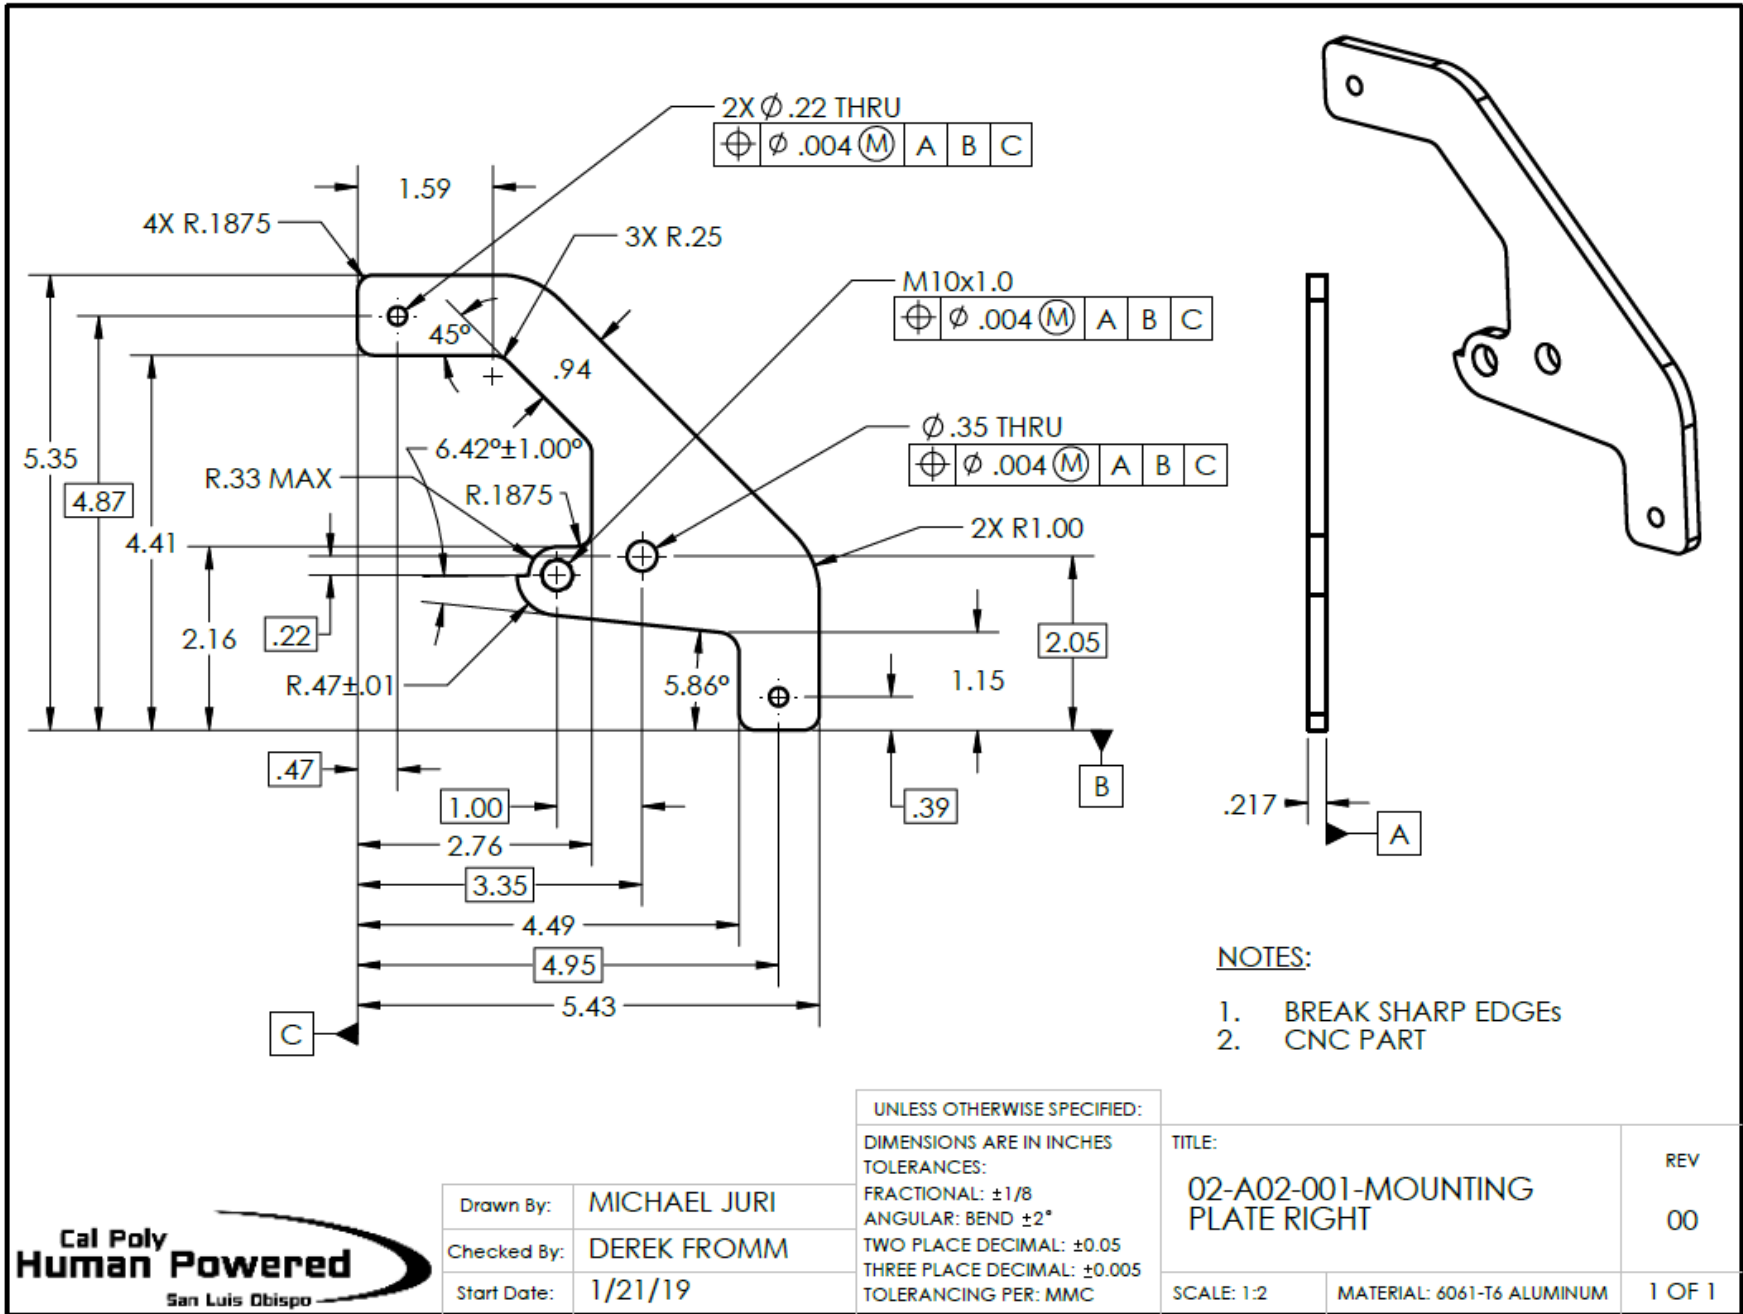 2X ⌀ .22 THRU
⌖ ⌀ .004 Ⓜ A B C
1.59
4X R.1875
3X R.25
M10x1.0
⌖ ⌀ .004 Ⓜ A B C
45°
.94
⌀ .35 THRU
⌖ ⌀ .004 Ⓜ A B C
5.35
6.42°±1.00°
R.33 MAX
4.87
R.1875
2X R1.00
4.41
2.16
.22
2.05
R.47±.01
5.86°
1.15
.47
B
1.00
.39
.217
A
2.76
3.35
4.49
4.95
5.43
C
NOTES:
1. BREAK SHARP EDGEs
2. CNC PART
UNLESS OTHERWISE SPECIFIED:
DIMENSIONS ARE IN INCHES
TOLERANCES:
FRACTIONAL: ±1/8
ANGULAR: BEND ±2°
TWO PLACE DECIMAL: ±0.05
THREE PLACE DECIMAL: ±0.005
TOLERANCING PER: MMC
TITLE:
02-A02-001-MOUNTING
PLATE RIGHT
REV
00
SCALE: 1:2
MATERIAL: 6061-T6 ALUMINUM
1 OF 1
Drawn By: MICHAEL JURI
Checked By: DEREK FROMM
Start Date: 1/21/19
Cal Poly
Human Powered
San Luis Obispo